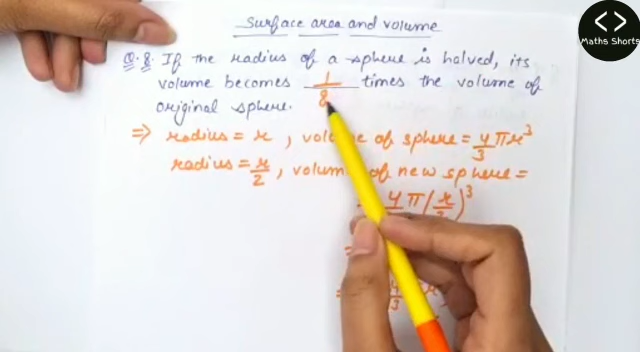 Surface area and volume
Q.8. If the radius of a sphere is halved, its
volume becomes 1/8 times the volume of
original sphere.
⇒ radius = r, volume of sphere = 4/3 πr³
radius = r/2, volume of new sphere =
4π (r/2)³
Maths Shorts